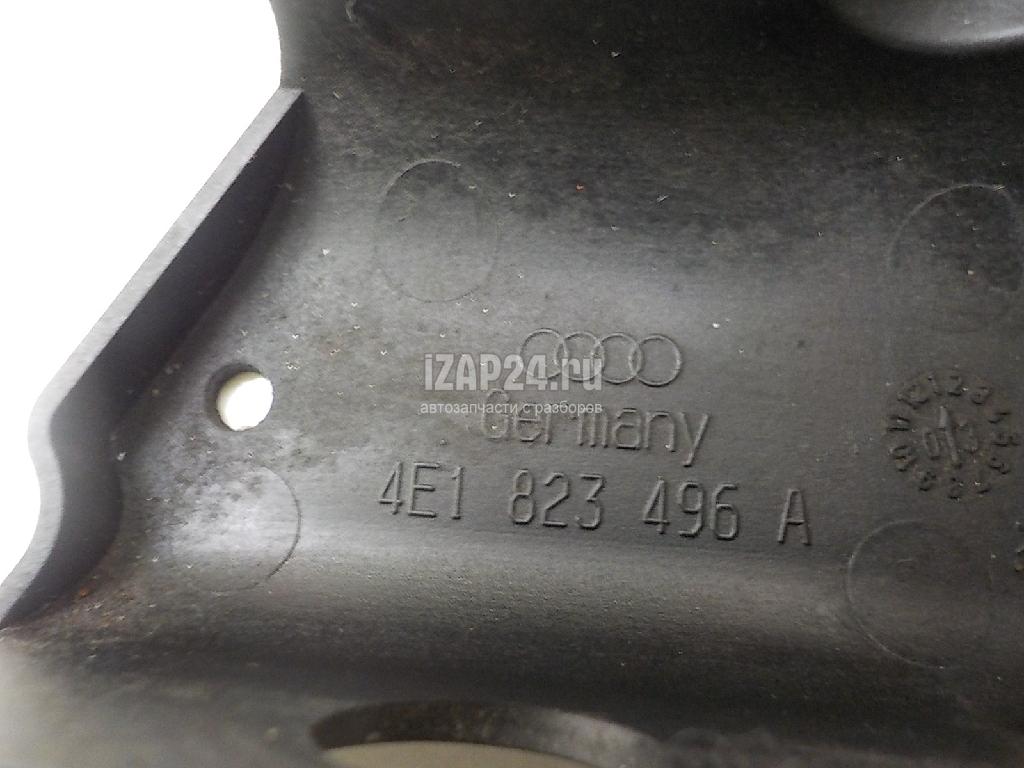 iZAP24.ru
автозапчасти с разборов
Germany
4E1 823 496 A